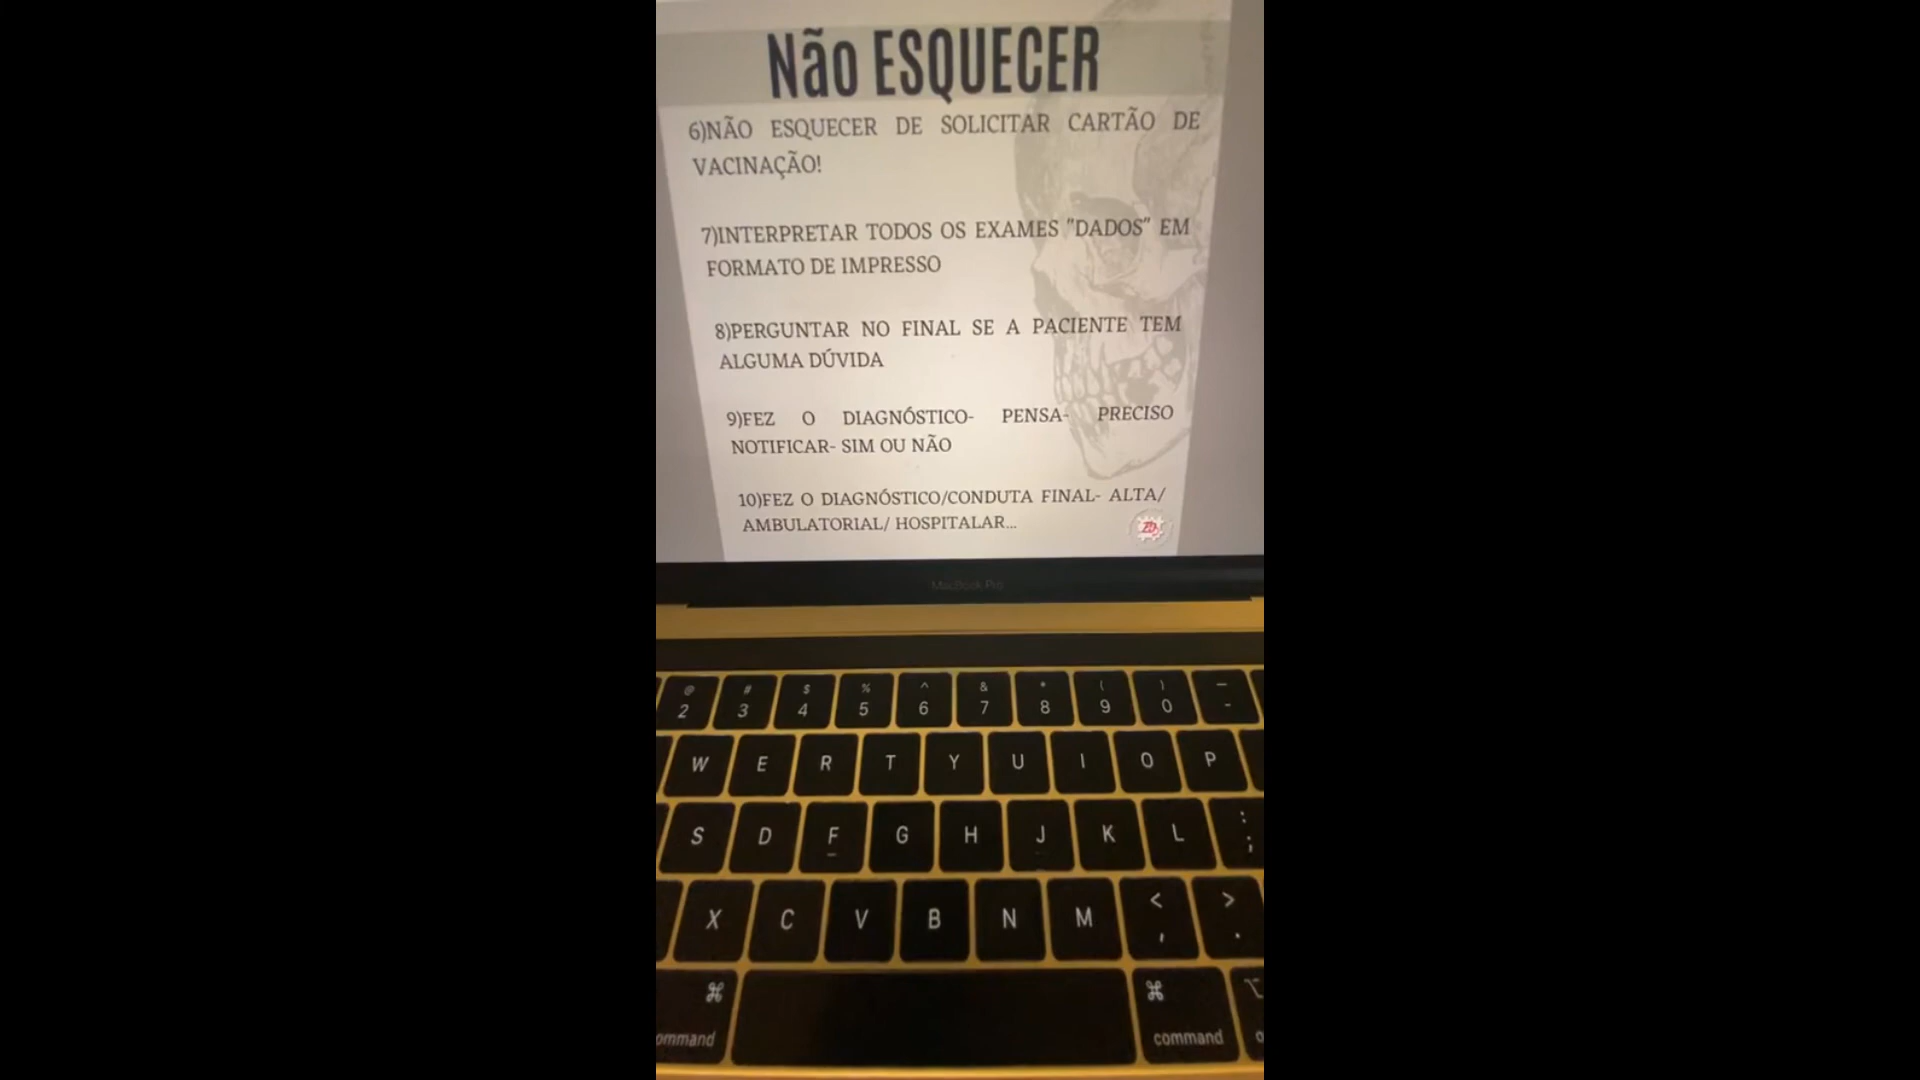 Não ESQUECER
6)NÃO ESQUECER DE SOLICITAR CARTÃO DE
VACINAÇÃO!
7)INTERPRETAR TODOS OS EXAMES "DADOS" EM
FORMATO DE IMPRESSO
8)PERGUNTAR NO FINAL SE A PACIENTE TEM
ALGUMA DÚVIDA
9)FEZ O DIAGNÓSTICO- PENSA- PRECISO
NOTIFICAR- SIM OU NÃO
10)FEZ O DIAGNÓSTICO/CONDUTA FINAL- ALTA/
AMBULATORIAL/ HOSPITALAR...
MacBook Pro
@ # $ % ^ & * ( ) —
2 3 4 5 6 7 8 9 0 -
W E R T Y U I O P
S D F G H J K L : ;
X C V B N M < , > .
⌘ ⌘ ⌥
ommand command o